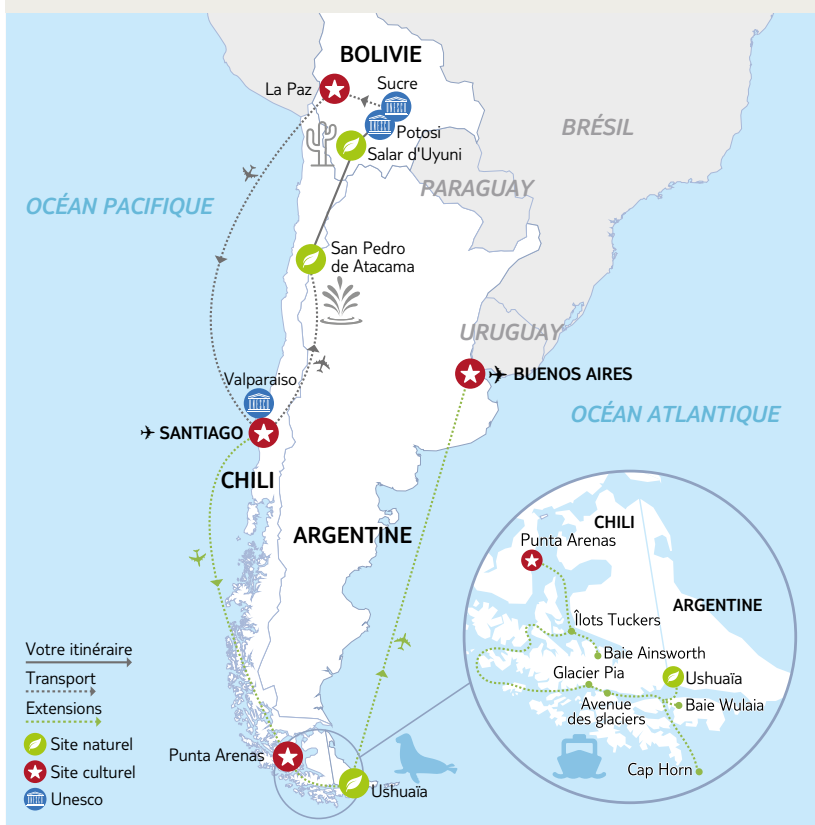 BOLIVIE
La Paz
Sucre
Potosi
Salar d'Uyuni
BRÉSIL
PARAGUAY
OCÉAN PACIFIQUE
San Pedro
de Atacama
URUGUAY
Valparaiso
BUENOS AIRES
OCÉAN ATLANTIQUE
SANTIAGO
CHILI
ARGENTINE
CHILI
Punta Arenas
ARGENTINE
Îlots Tuckers
Baie Ainsworth
Glacier Pia
Ushuaïa
Avenue
des glaciers
Baie Wulaia
Cap Horn
Votre itinéraire
Transport
Extensions
Site naturel
Site culturel
Unesco
Punta Arenas
Ushuaïa